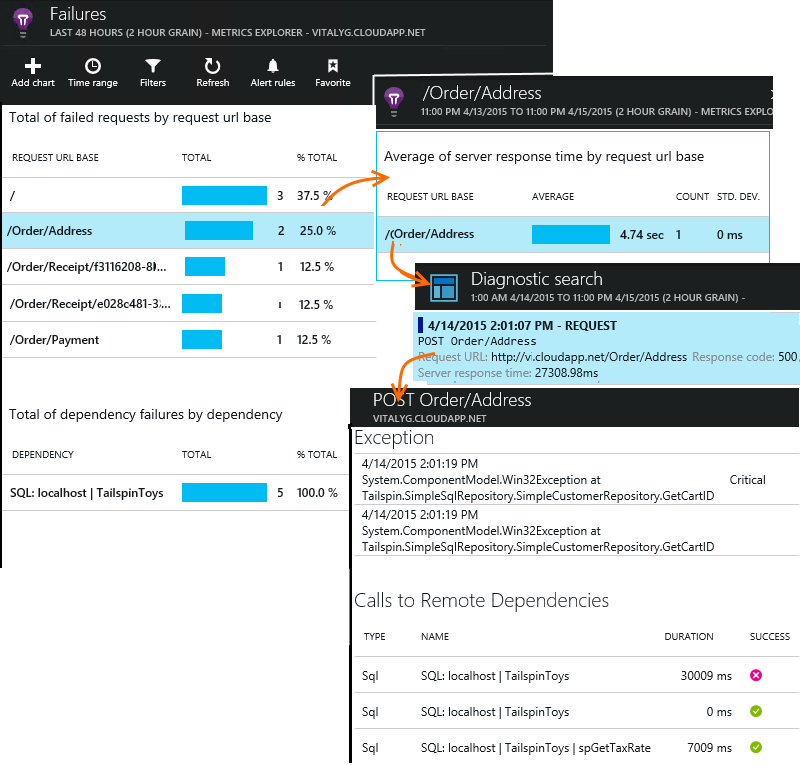 Failures
LAST 48 HOURS (2 HOUR GRAIN) - METRICS EXPLORER - VITALYG.CLOUDAPP.NET
Add chart Time range Filters Refresh Alert rules Favorite
Total of failed requests by request url base
REQUEST URL BASE TOTAL % TOTAL
/ 3 37.5 %
/Order/Address 2 25.0 %
/Order/Receipt/f3116208-8... 1 12.5 %
/Order/Receipt/e028c481-3... 1 12.5 %
/Order/Payment 1 12.5 %
Total of dependency failures by dependency
DEPENDENCY TOTAL % TOTAL
SQL: localhost | TailspinToys 5 100.0 %
/Order/Address
11:00 PM 4/13/2015 TO 11:00 PM 4/15/2015 (2 HOUR GRAIN) - METRICS EXPLO
Average of server response time by request url base
REQUEST URL BASE AVERAGE COUNT STD. DEV.
/Order/Address 4.74 sec 1 0 ms
Diagnostic search
1:00 AM 4/14/2015 TO 11:00 PM 4/15/2015 (2 HOUR GRAIN) -
4/14/2015 2:01:07 PM - REQUEST
POST Order/Address
Request URL: http://vi.cloudapp.net/Order/Address Response code: 500
Server response time: 27308.98ms
POST Order/Address
VITALYG.CLOUDAPP.NET
Exception
4/14/2015 2:01:19 PM
System.ComponentModel.Win32Exception at Critical
Tailspin.SimpleSqlRepository.SimpleCustomerRepository.GetCartID
4/14/2015 2:01:19 PM
System.ComponentModel.Win32Exception at
Tailspin.SimpleSqlRepository.SimpleCustomerRepository.GetCartID
Calls to Remote Dependencies
TYPE NAME DURATION SUCCESS
Sql SQL: localhost | TailspinToys 30009 ms
Sql SQL: localhost | TailspinToys 0 ms
Sql SQL: localhost | TailspinToys | spGetTaxRate 7009 ms